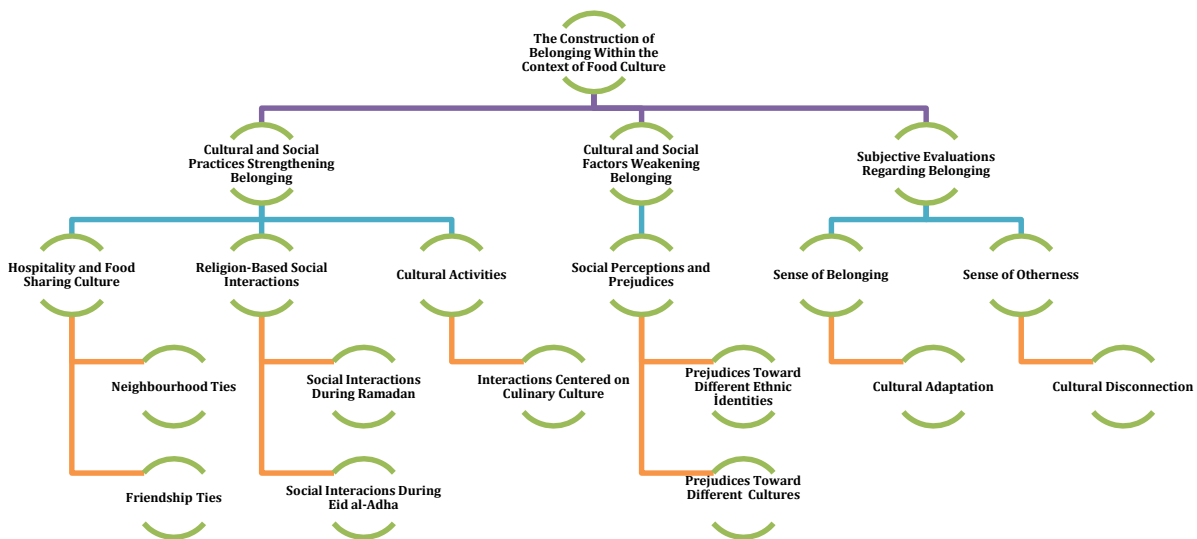 The Construction of
Belonging Within the
Context of Food Culture
Cultural and Social
Practices Strengthening
Belonging
Cultural and Social
Factors Weakening
Belonging
Subjective Evaluations
Regarding Belonging
Hospitality and Food
Sharing Culture
Religion-Based Social
Interactions
Cultural Activities
Social Perceptions and
Prejudices
Sense of Belonging
Sense of Otherness
Neighbourhood Ties
Social Interactions
During Ramadan
Interactions Centered on
Culinary Culture
Prejudices Toward
Different Ethnic
İdentities
Cultural Adaptation
Cultural Disconnection
Friendship Ties
Social Interacions During
Eid al-Adha
Prejudices Toward
Different Cultures